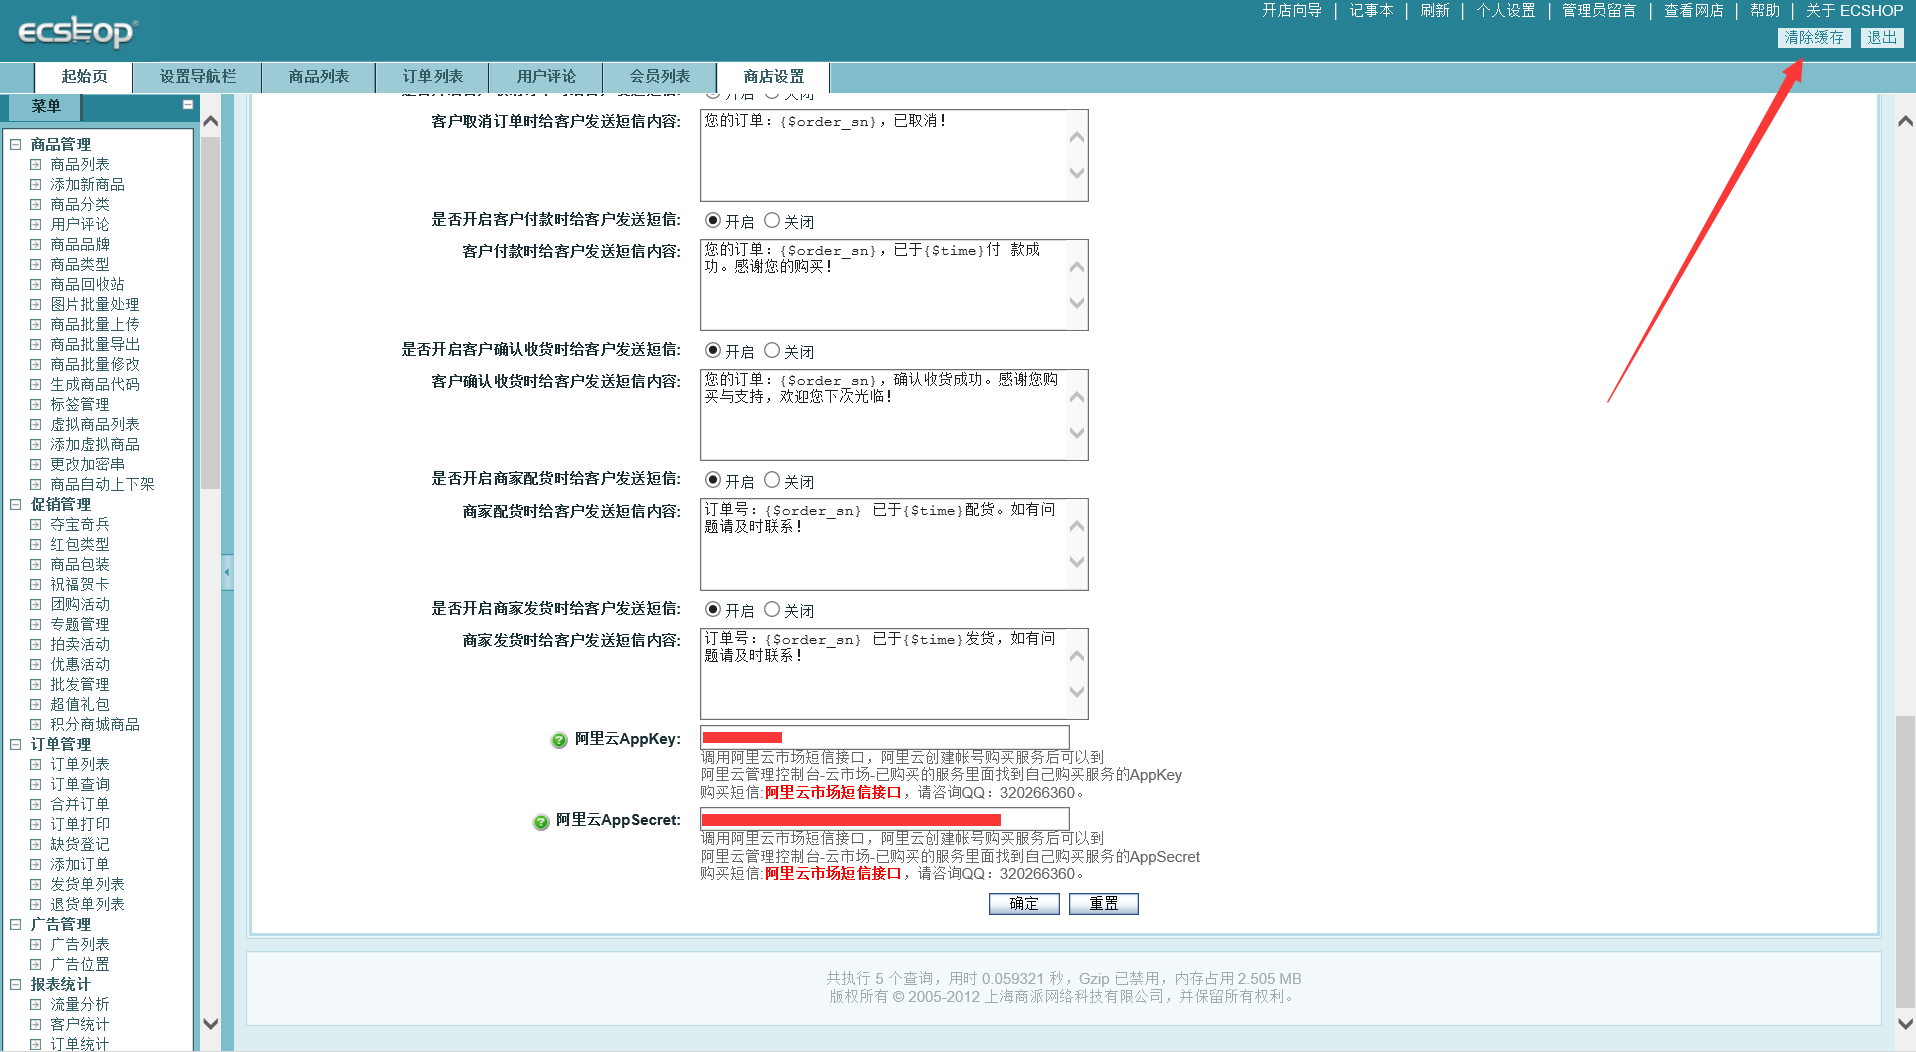 ecshop
开店向导 | 记事本 | 刷新 | 个人设置 | 管理员留言 | 查看网店 | 帮助 | 关于 ECSHOP
清除缓存 退出
起始页 设置导航栏 商品列表 订单列表 用户评论 会员列表 商店设置
菜单
商品管理
商品列表
添加新商品
商品分类
用户评论
商品品牌
商品类型
商品回收站
图片批量处理
商品批量上传
商品批量导出
商品批量修改
生成商品代码
标签管理
虚拟商品列表
添加虚拟商品
更改加密串
商品自动上下架
促销管理
夺宝奇兵
红包类型
商品包装
祝福贺卡
团购活动
专题管理
拍卖活动
优惠活动
批发管理
超值礼包
积分商城商品
订单管理
订单列表
订单查询
合并订单
订单打印
缺货登记
添加订单
发货单列表
退货单列表
广告管理
广告列表
广告位置
报表统计
流量分析
客户统计
订单统计
开启 关闭
客户取消订单时给客户发送短信内容:
您的订单：{$order_sn}，已取消！
是否开启客户付款时给客户发送短信: 开启 关闭
客户付款时给客户发送短信内容:
您的订单：{$order_sn}，已于{$time}付 款成
功。感谢您的购买！
是否开启客户确认收货时给客户发送短信: 开启 关闭
客户确认收货时给客户发送短信内容:
您的订单：{$order_sn}，确认收货成功。感谢您购
买与支持，欢迎您下次光临！
是否开启商家配货时给客户发送短信: 开启 关闭
商家配货时给客户发送短信内容:
订单号：{$order_sn} 已于{$time}配货。如有问
题请及时联系！
是否开启商家发货时给客户发送短信: 开启 关闭
商家发货时给客户发送短信内容:
订单号：{$order_sn} 已于{$time}发货，如有问
题请及时联系！
阿里云AppKey:
调用阿里云市场短信接口，阿里云创建帐号购买服务后可以到
阿里云管理控制台-云市场-已购买的服务里面找到自己购买服务的AppKey
购买短信:阿里云市场短信接口，请咨询QQ：320266360。
阿里云AppSecret:
调用阿里云市场短信接口，阿里云创建帐号购买服务后可以到
阿里云管理控制台-云市场-已购买的服务里面找到自己购买服务的AppSecret
购买短信:阿里云市场短信接口，请咨询QQ：320266360。
确定 重置
共执行 5 个查询，用时 0.059321 秒，Gzip 已禁用，内存占用 2.505 MB
版权所有 © 2005-2012 上海商派网络科技有限公司，并保留所有权利。